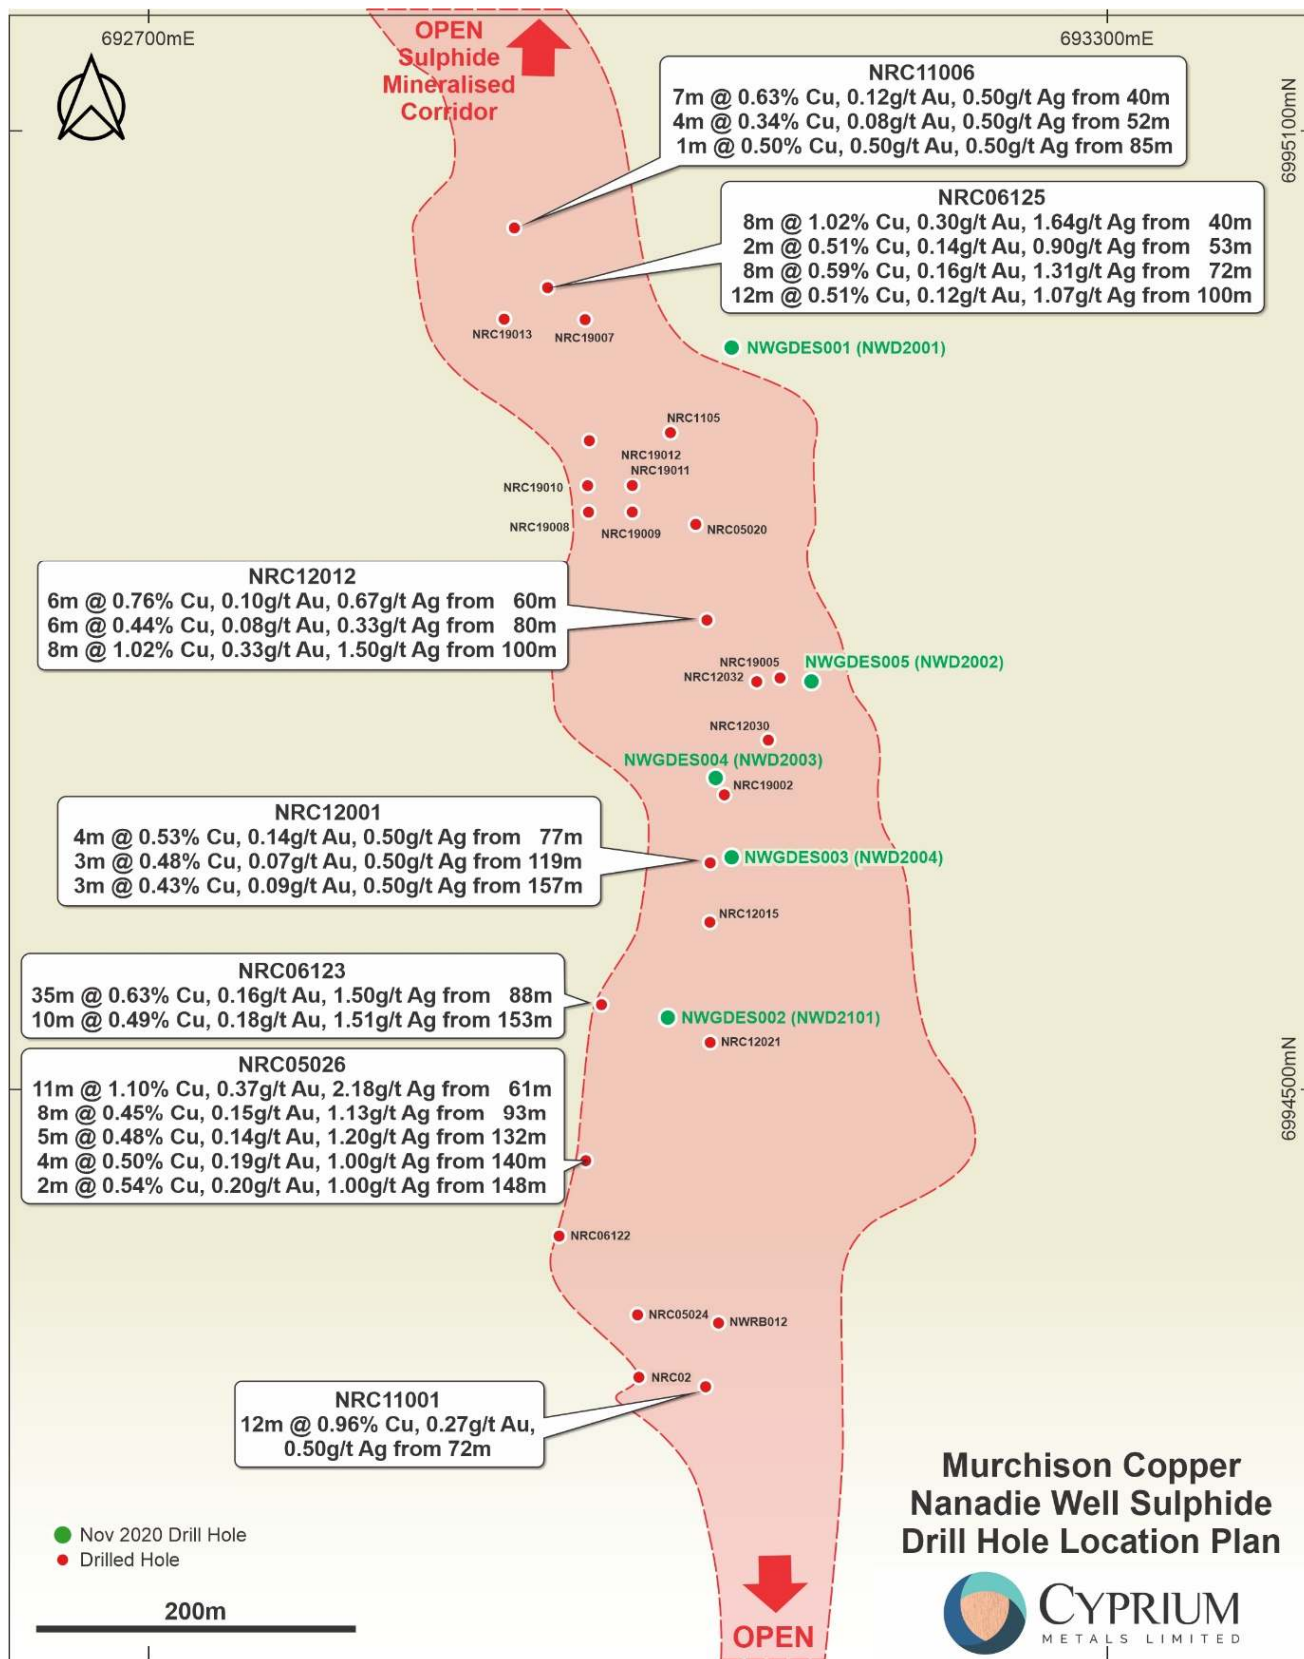 692700mE
693300mE
OPEN
Sulphide
Mineralised
Corridor
6995100mN
NRC11006
7m @ 0.63% Cu, 0.12g/t Au, 0.50g/t Ag from 40m
4m @ 0.34% Cu, 0.08g/t Au, 0.50g/t Ag from 52m
1m @ 0.50% Cu, 0.50g/t Au, 0.50g/t Ag from 85m
NRC06125
8m @ 1.02% Cu, 0.30g/t Au, 1.64g/t Ag from 40m
2m @ 0.51% Cu, 0.14g/t Au, 0.90g/t Ag from 53m
8m @ 0.59% Cu, 0.16g/t Au, 1.31g/t Ag from 72m
12m @ 0.51% Cu, 0.12g/t Au, 1.07g/t Ag from 100m
NRC19013
NRC19007
NWGDES001 (NWD2001)
NRC1105
NRC19012
NRC19011
NRC19010
NRC19008
NRC19009
NRC05020
NRC12012
6m @ 0.76% Cu, 0.10g/t Au, 0.67g/t Ag from 60m
6m @ 0.44% Cu, 0.08g/t Au, 0.33g/t Ag from 80m
8m @ 1.02% Cu, 0.33g/t Au, 1.50g/t Ag from 100m
NRC19005
NRC12032
NWGDES005 (NWD2002)
NRC12030
NWGDES004 (NWD2003)
NRC19002
NRC12001
4m @ 0.53% Cu, 0.14g/t Au, 0.50g/t Ag from 77m
3m @ 0.48% Cu, 0.07g/t Au, 0.50g/t Ag from 119m
3m @ 0.43% Cu, 0.09g/t Au, 0.50g/t Ag from 157m
NWGDES003 (NWD2004)
NRC12015
NRC06123
35m @ 0.63% Cu, 0.16g/t Au, 1.50g/t Ag from 88m
10m @ 0.49% Cu, 0.18g/t Au, 1.51g/t Ag from 153m
NWGDES002 (NWD2101)
NRC12021
NRC05026
11m @ 1.10% Cu, 0.37g/t Au, 2.18g/t Ag from 61m
8m @ 0.45% Cu, 0.15g/t Au, 1.13g/t Ag from 93m
5m @ 0.48% Cu, 0.14g/t Au, 1.20g/t Ag from 132m
4m @ 0.50% Cu, 0.19g/t Au, 1.00g/t Ag from 140m
2m @ 0.54% Cu, 0.20g/t Au, 1.00g/t Ag from 148m
6994500mN
NRC06122
NRC05024
NWRB012
NRC02
NRC11001
12m @ 0.96% Cu, 0.27g/t Au,
0.50g/t Ag from 72m
Murchison Copper
Nanadie Well Sulphide
Drill Hole Location Plan
Nov 2020 Drill Hole
Drilled Hole
200m
OPEN
CYPRIUM
METALS LIMITED